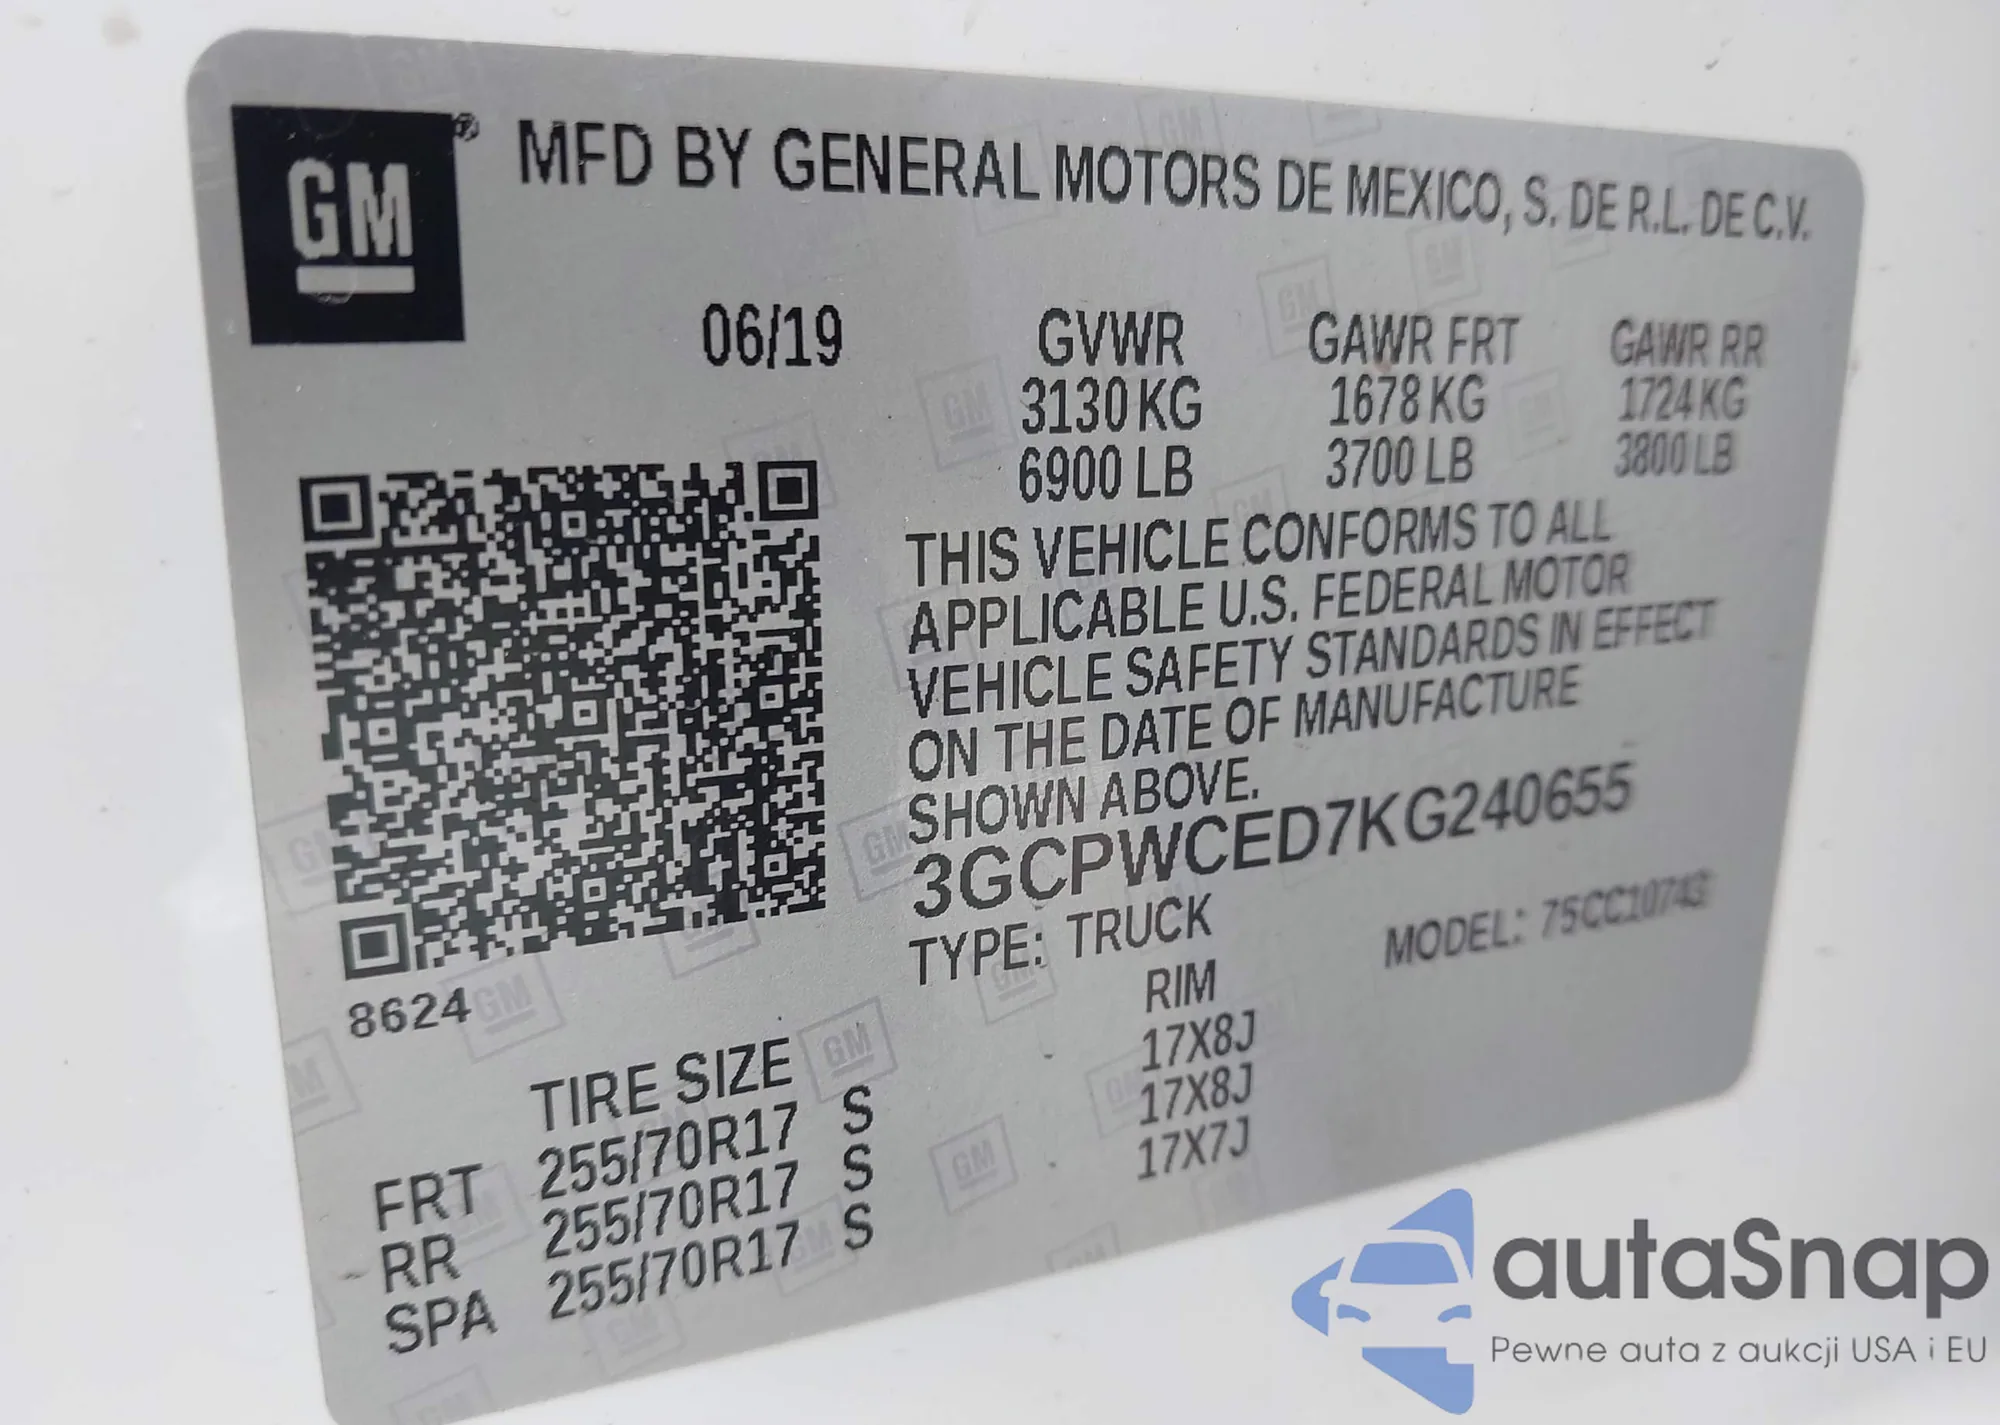 GM®
MFD BY GENERAL MOTORS DE MEXICO, S. DE R.L. DE C.V.
06/19 GVWR GAWR FRT GAWR RR
3130 KG 1678 KG 1724 KG
6900 LB 3700 LB 3800 LB
THIS VEHICLE CONFORMS TO ALL
APPLICABLE U.S. FEDERAL MOTOR
VEHICLE SAFETY STANDARDS IN EFFECT
ON THE DATE OF MANUFACTURE
SHOWN ABOVE.
3GCPWCED7KG240655
TYPE: TRUCK MODEL: 75CC10743
8624
TIRE SIZE RIM
FRT 255/70R17 S 17X8J
RR 255/70R17 S 17X8J
SPA 255/70R17 S 17X7J
autaSnap
Pewne auta z aukcji USA i EU